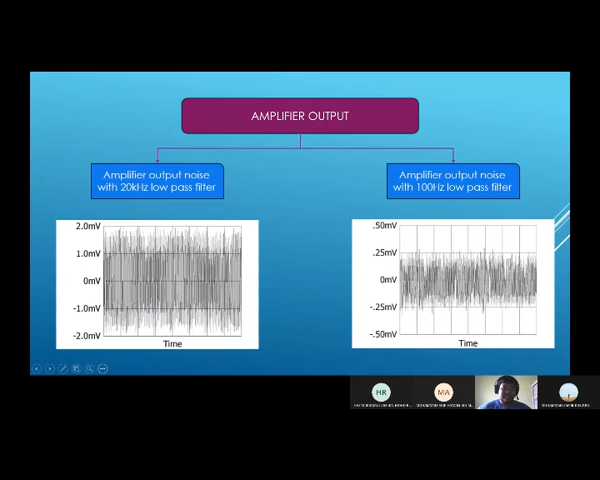 AMPLIFIER OUTPUT
Amplifier output noise
with 20kHz low pass filter
Amplifier output noise
with 100Hz low pass filter
2.0mV
1.0mV
0mV
-1.0mV
-2.0mV
Time
.50mV
.25mV
0mV
-.25mV
-.50mV
Time
HR
MA